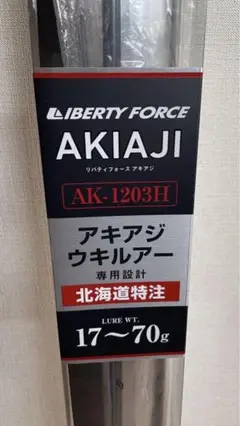 LIBERTY FORCE
AKIAJI
リバティフォース アキアジ
AK-1203H
アキアジ
ウキルアー
専用設計
北海道特注
LURE WT.
17〜70g